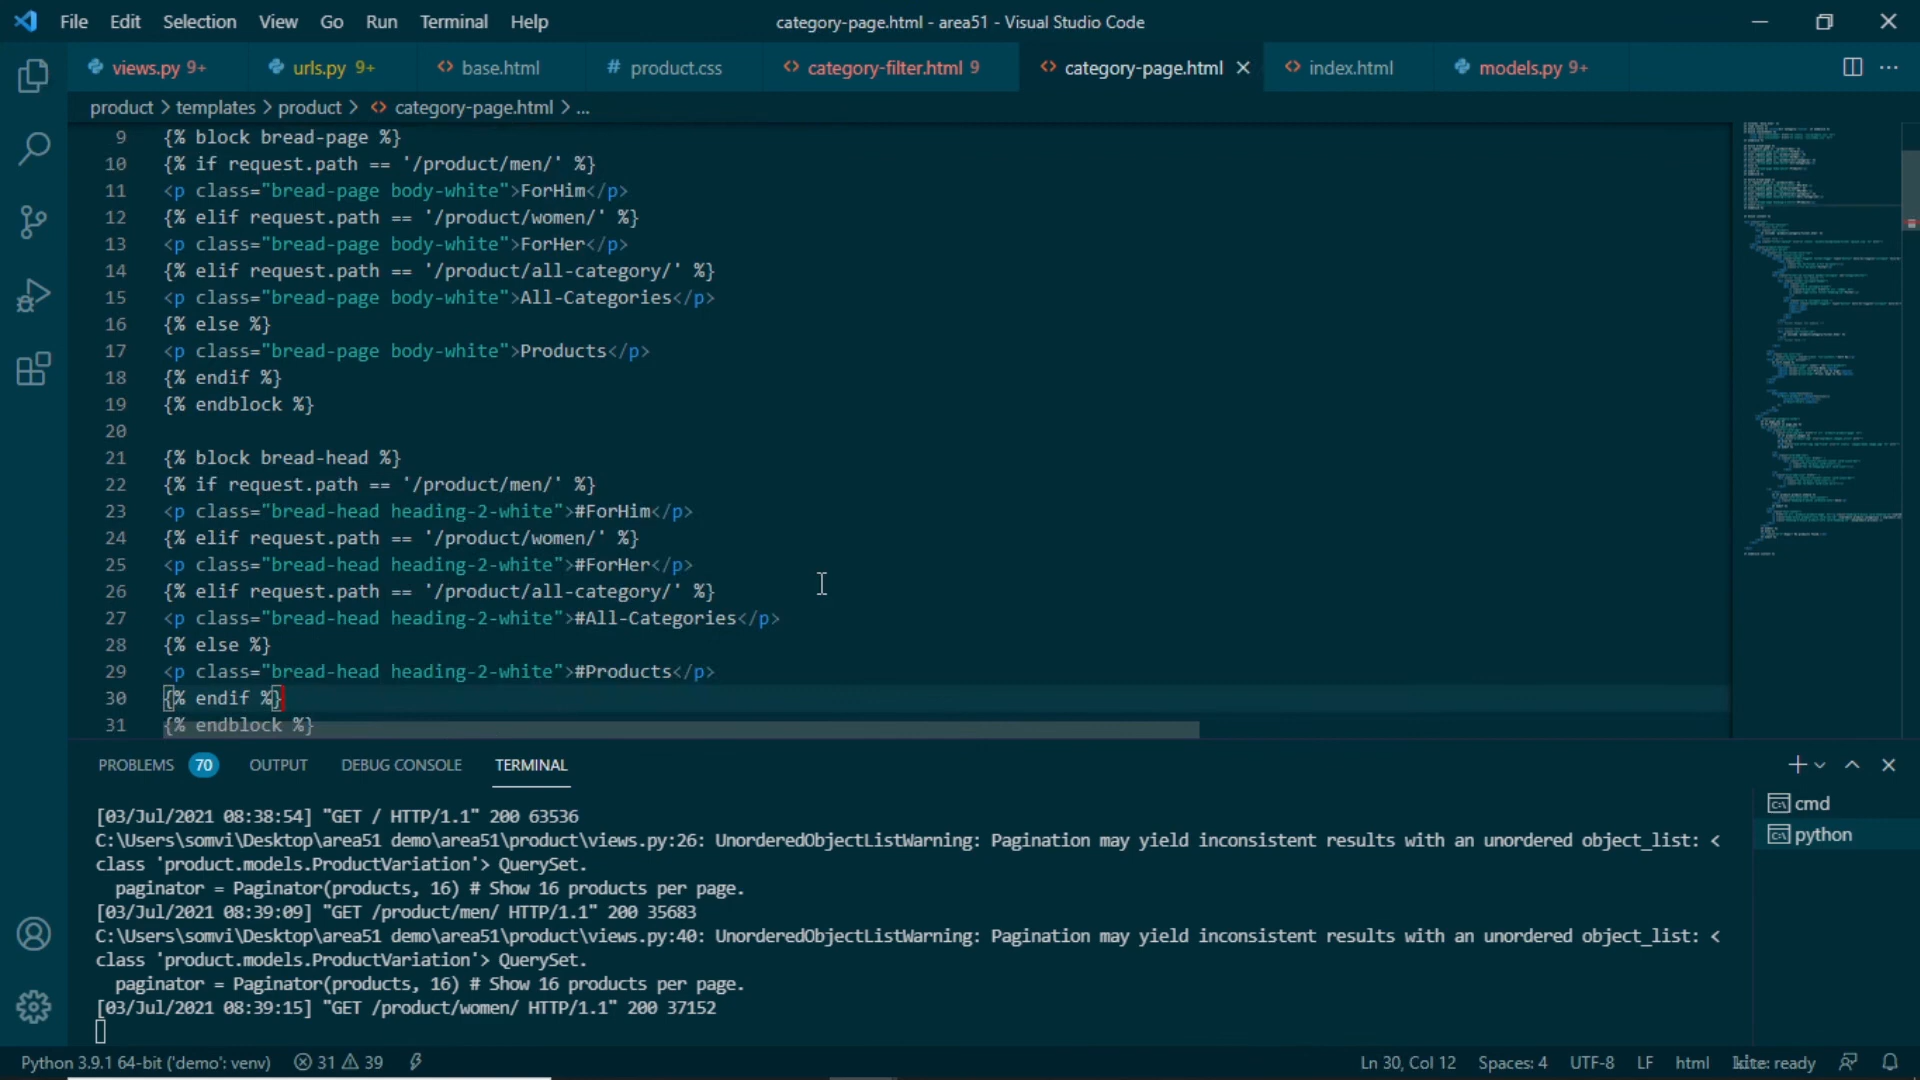 File Edit Selection View Go Run Terminal Help category-page.html - area51 - Visual Studio Code
views.py 9+ urls.py 9+ base.html # product.css category-filter.html 9 category-page.html index.html models.py 9+
product > templates > product > category-page.html > ...
9 {% block bread-page %}
10 {% if request.path == '/product/men/' %}
11 <p class="bread-page body-white">ForHim</p>
12 {% elif request.path == '/product/women/' %}
13 <p class="bread-page body-white">ForHer</p>
14 {% elif request.path == '/product/all-category/' %}
15 <p class="bread-page body-white">All-Categories</p>
16 {% else %}
17 <p class="bread-page body-white">Products</p>
18 {% endif %}
19 {% endblock %}
20
21 {% block bread-head %}
22 {% if request.path == '/product/men/' %}
23 <p class="bread-head heading-2-white">#ForHim</p>
24 {% elif request.path == '/product/women/' %}
25 <p class="bread-head heading-2-white">#ForHer</p>
26 {% elif request.path == '/product/all-category/' %}
27 <p class="bread-head heading-2-white">#All-Categories</p>
28 {% else %}
29 <p class="bread-head heading-2-white">#Products</p>
30 {% endif %}
31 {% endblock %}
PROBLEMS 70 OUTPUT DEBUG CONSOLE TERMINAL
[03/Jul/2021 08:38:54] "GET / HTTP/1.1" 200 63536
C:\Users\somvi\Desktop\area51 demo\area51\product\views.py:26: UnorderedObjectListWarning: Pagination may yield inconsistent results with an unordered object_list: <
class 'product.models.ProductVariation'> QuerySet.
paginator = Paginator(products, 16) # Show 16 products per page.
[03/Jul/2021 08:39:09] "GET /product/men/ HTTP/1.1" 200 35683
C:\Users\somvi\Desktop\area51 demo\area51\product\views.py:40: UnorderedObjectListWarning: Pagination may yield inconsistent results with an unordered object_list: <
class 'product.models.ProductVariation'> QuerySet.
paginator = Paginator(products, 16) # Show 16 products per page.
[03/Jul/2021 08:39:15] "GET /product/women/ HTTP/1.1" 200 37152
cmd
python
Python 3.9.1 64-bit ('demo': venv) 31 39 Ln 30, Col 12 Spaces: 4 UTF-8 LF html kite: ready